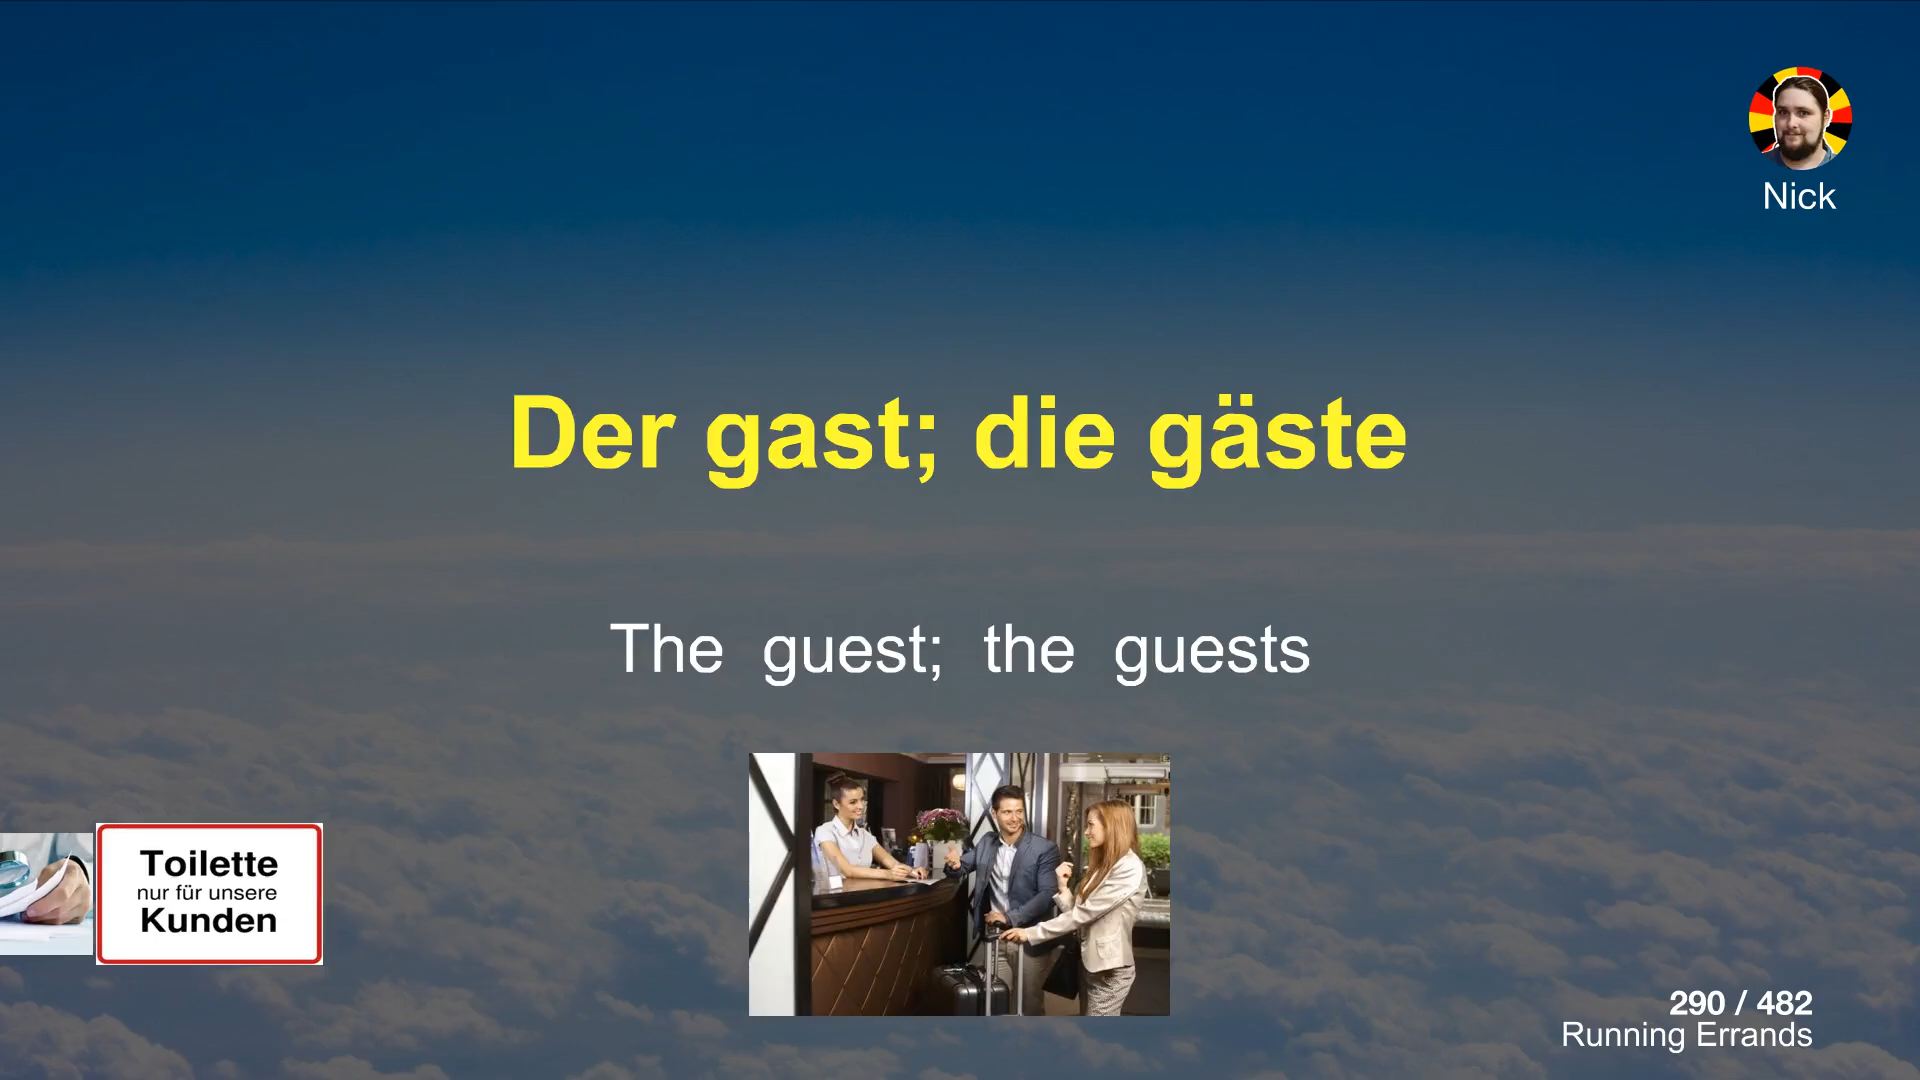 Nick
Der gast; die gäste
The guest; the guests
Toilette
nur für unsere
Kunden
290 / 482
Running Errands